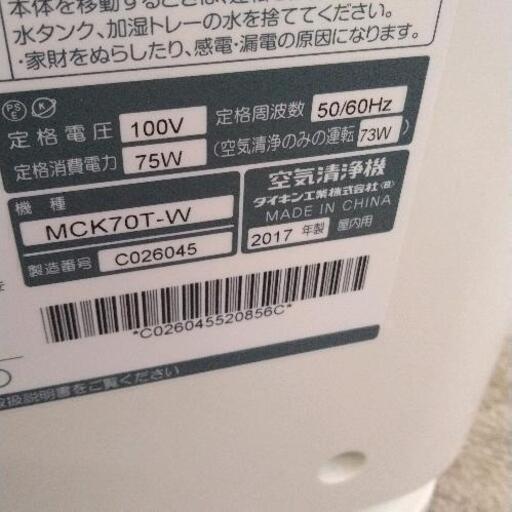 本体を移動するときは、運転を
水タンク、加湿トレーの水を捨ててください。
・家財をぬらしたり、感電・漏電の原因になります。
PS E K
定格電圧 100V 定格周波数 50/60Hz
定格消費電力 75W (空気清浄のみの運転 73W)
機種 MCK70T-W
製造番号 C026045
空気清浄機
ダイキン工業株式会社
MADE IN CHINA
2017 年製 屋内用
*C026045520856C*
取扱説明書をご覧ください